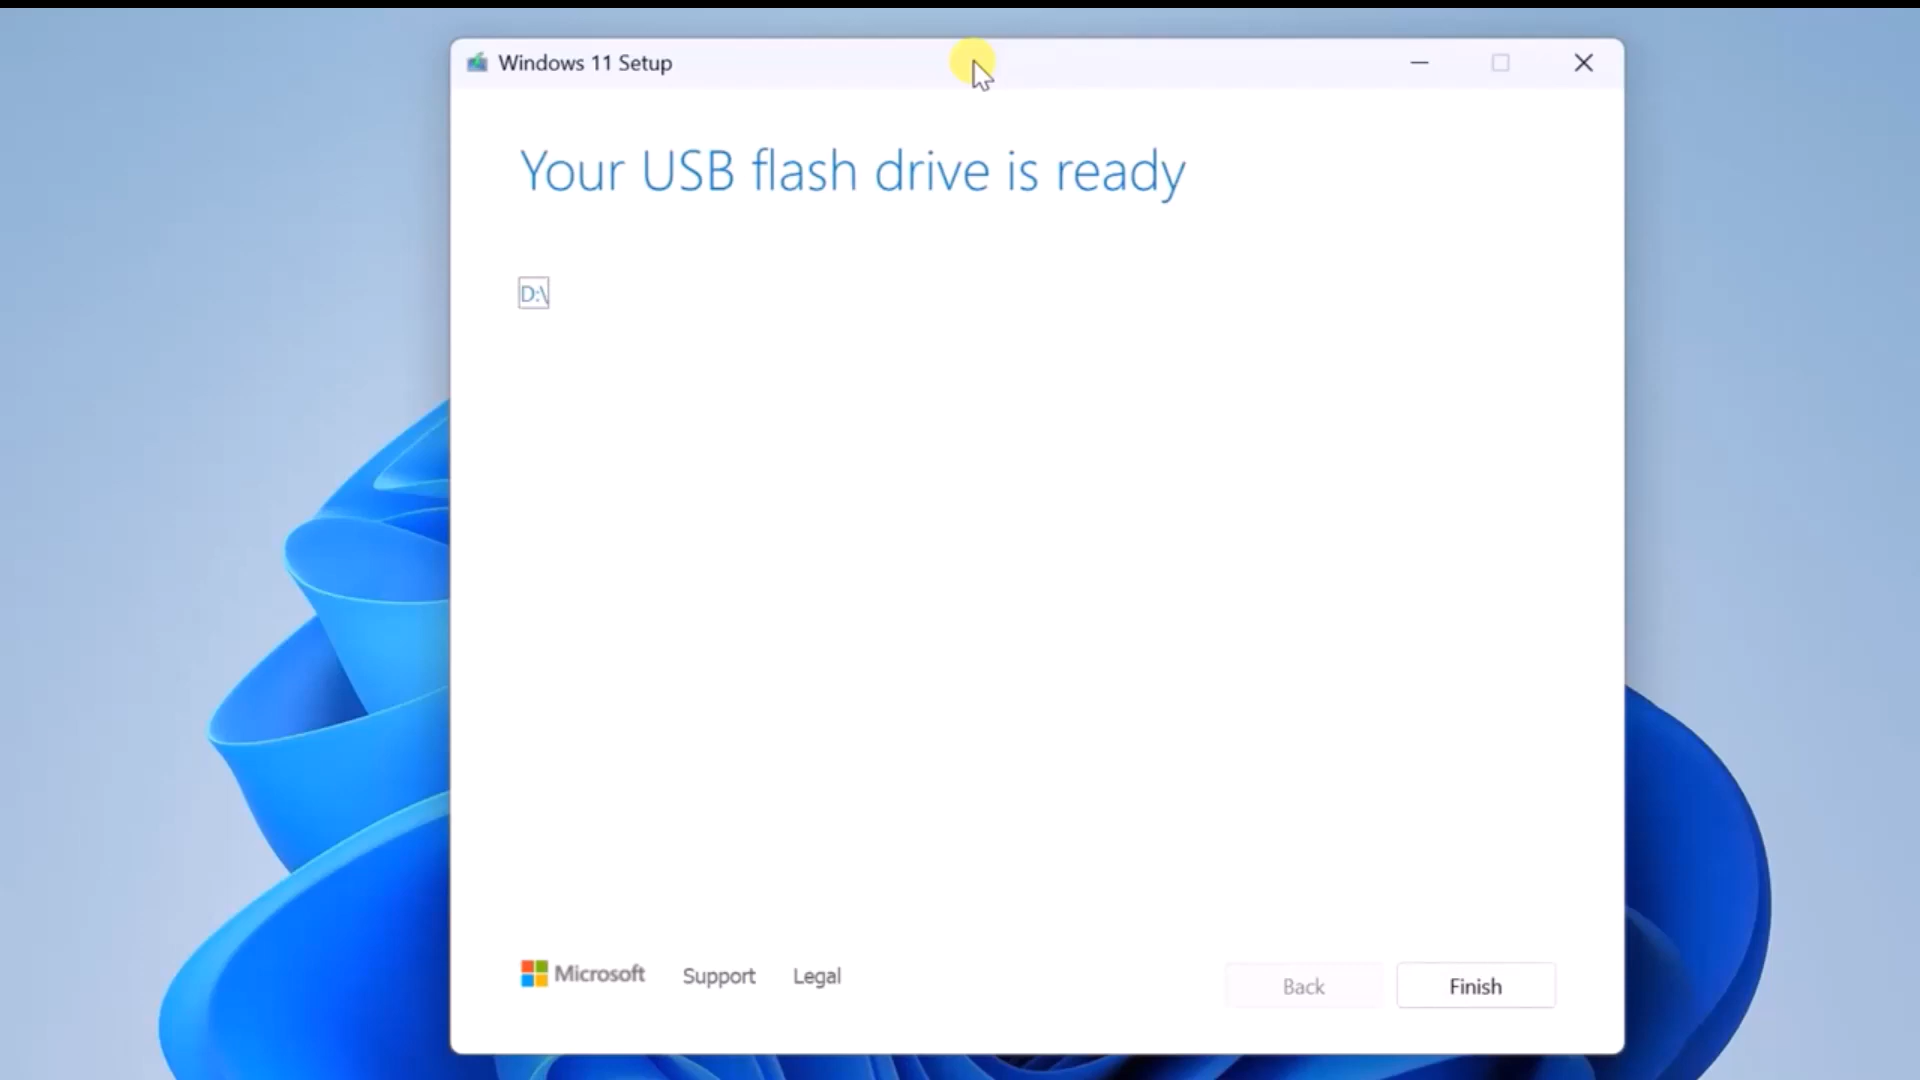 Windows 11 Setup
Your USB flash drive is ready
D:\
Microsoft Support Legal
Back Finish